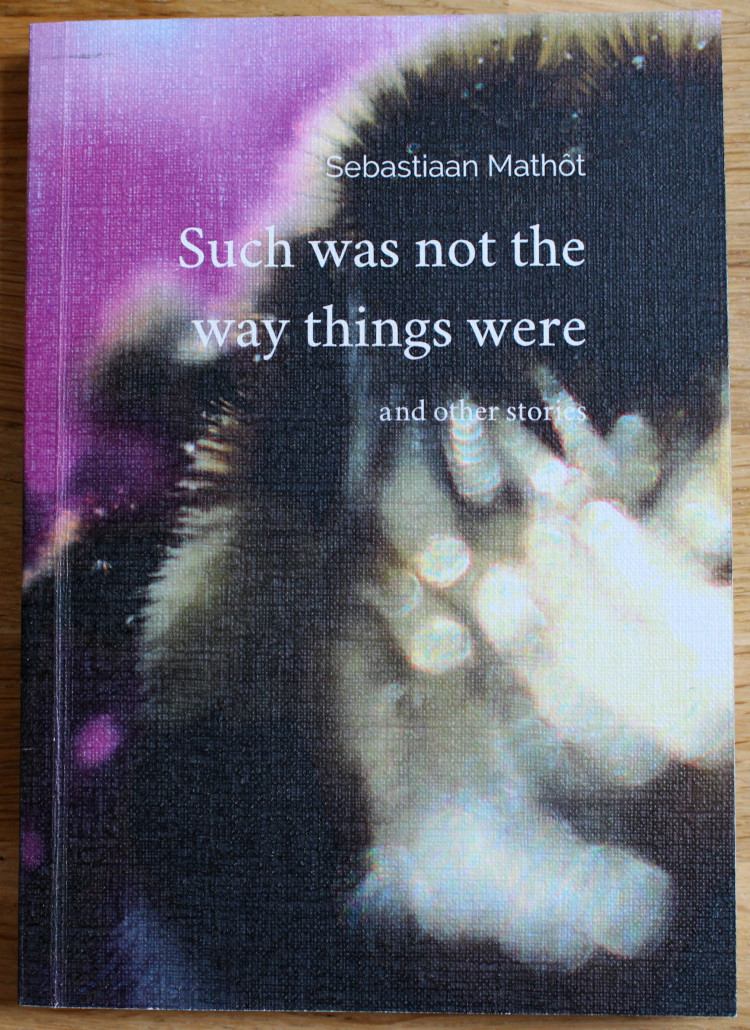 Sebastiaan Mathôt
Such was not the
way things were
and other stories